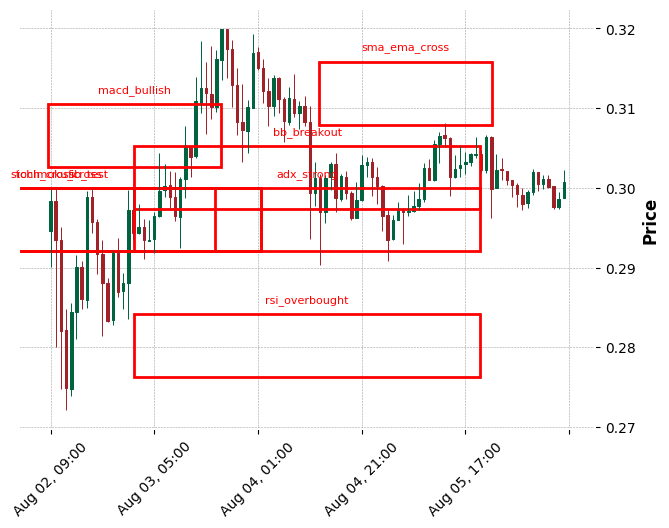 0.32
sma_ema_cross
macd_bullish
0.31
bb_breakout
adx_strong
0.30
0.29
rsi_overbought
0.28
0.27
Price
Aug 02, 09:00
Aug 03, 05:00
Aug 04, 01:00
Aug 04, 21:00
Aug 05, 17:00